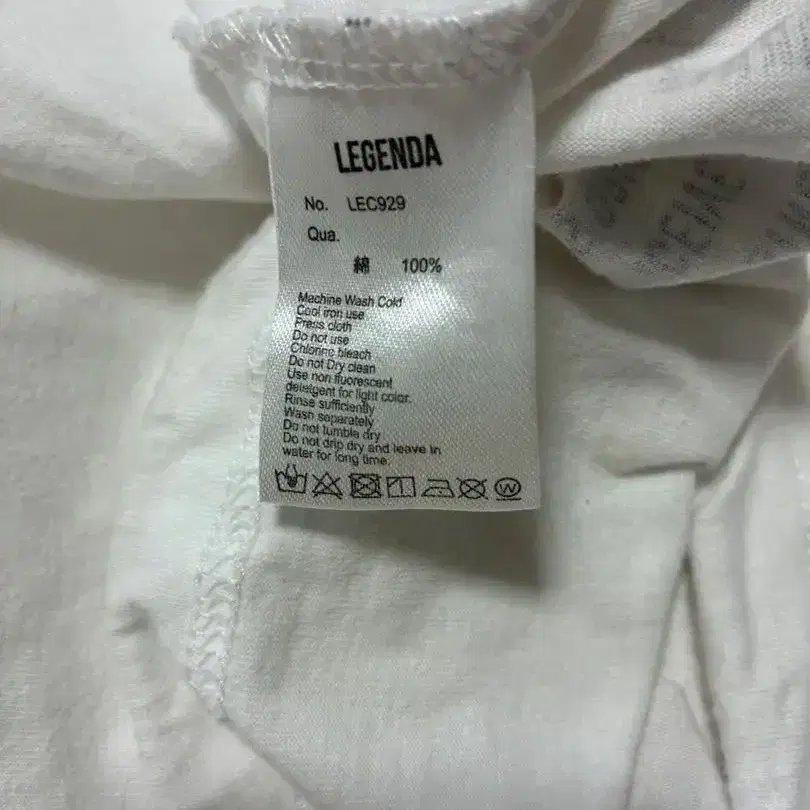 LEGENDA
No. LEC929
Qua.
綿 100%
Machine Wash Cold
Cool iron use
Press cloth
Do not use
Chlorine bleach
Do not Dry clean
Use non fluorescent
detergent for light color.
Rinse sufficiently
Wash separately
Do not tumble dry
Do not drip dry and leave in
water for long time.
W